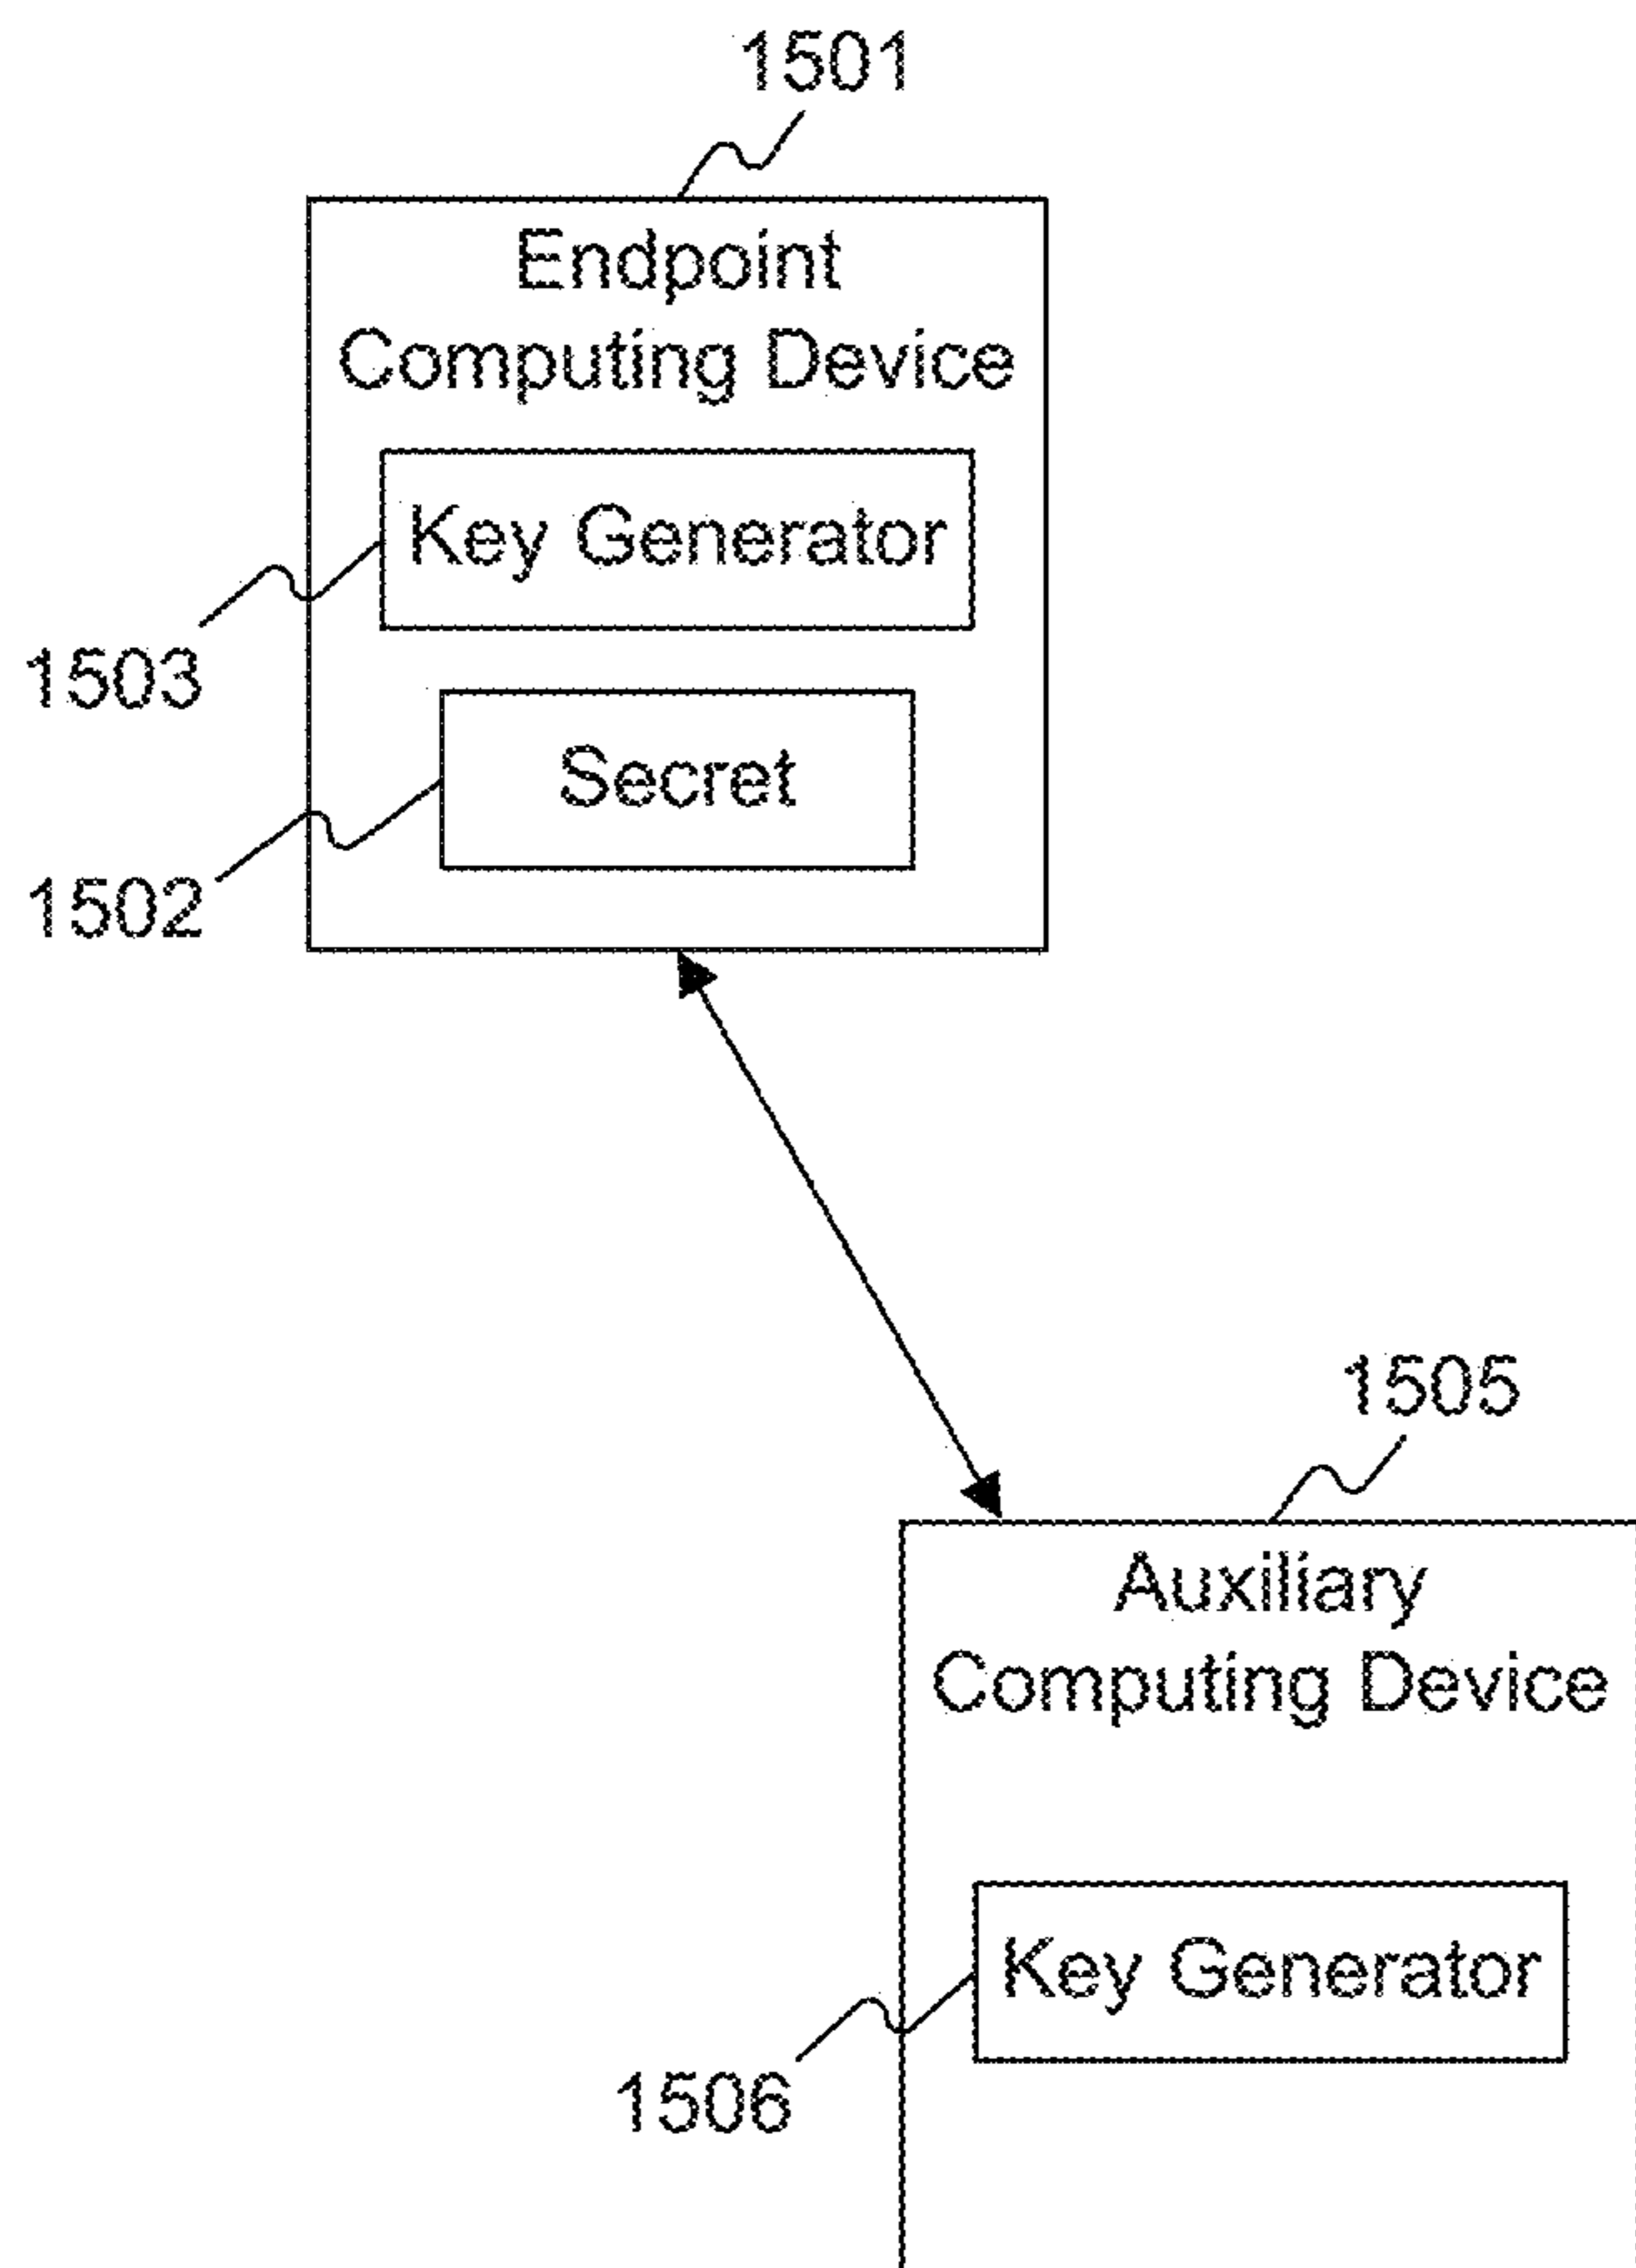 1501
Endpoint
Computing Device
Key Generator
1503
Secret
1502
1505
Auxiliary
Computing Device
Key Generator
1506